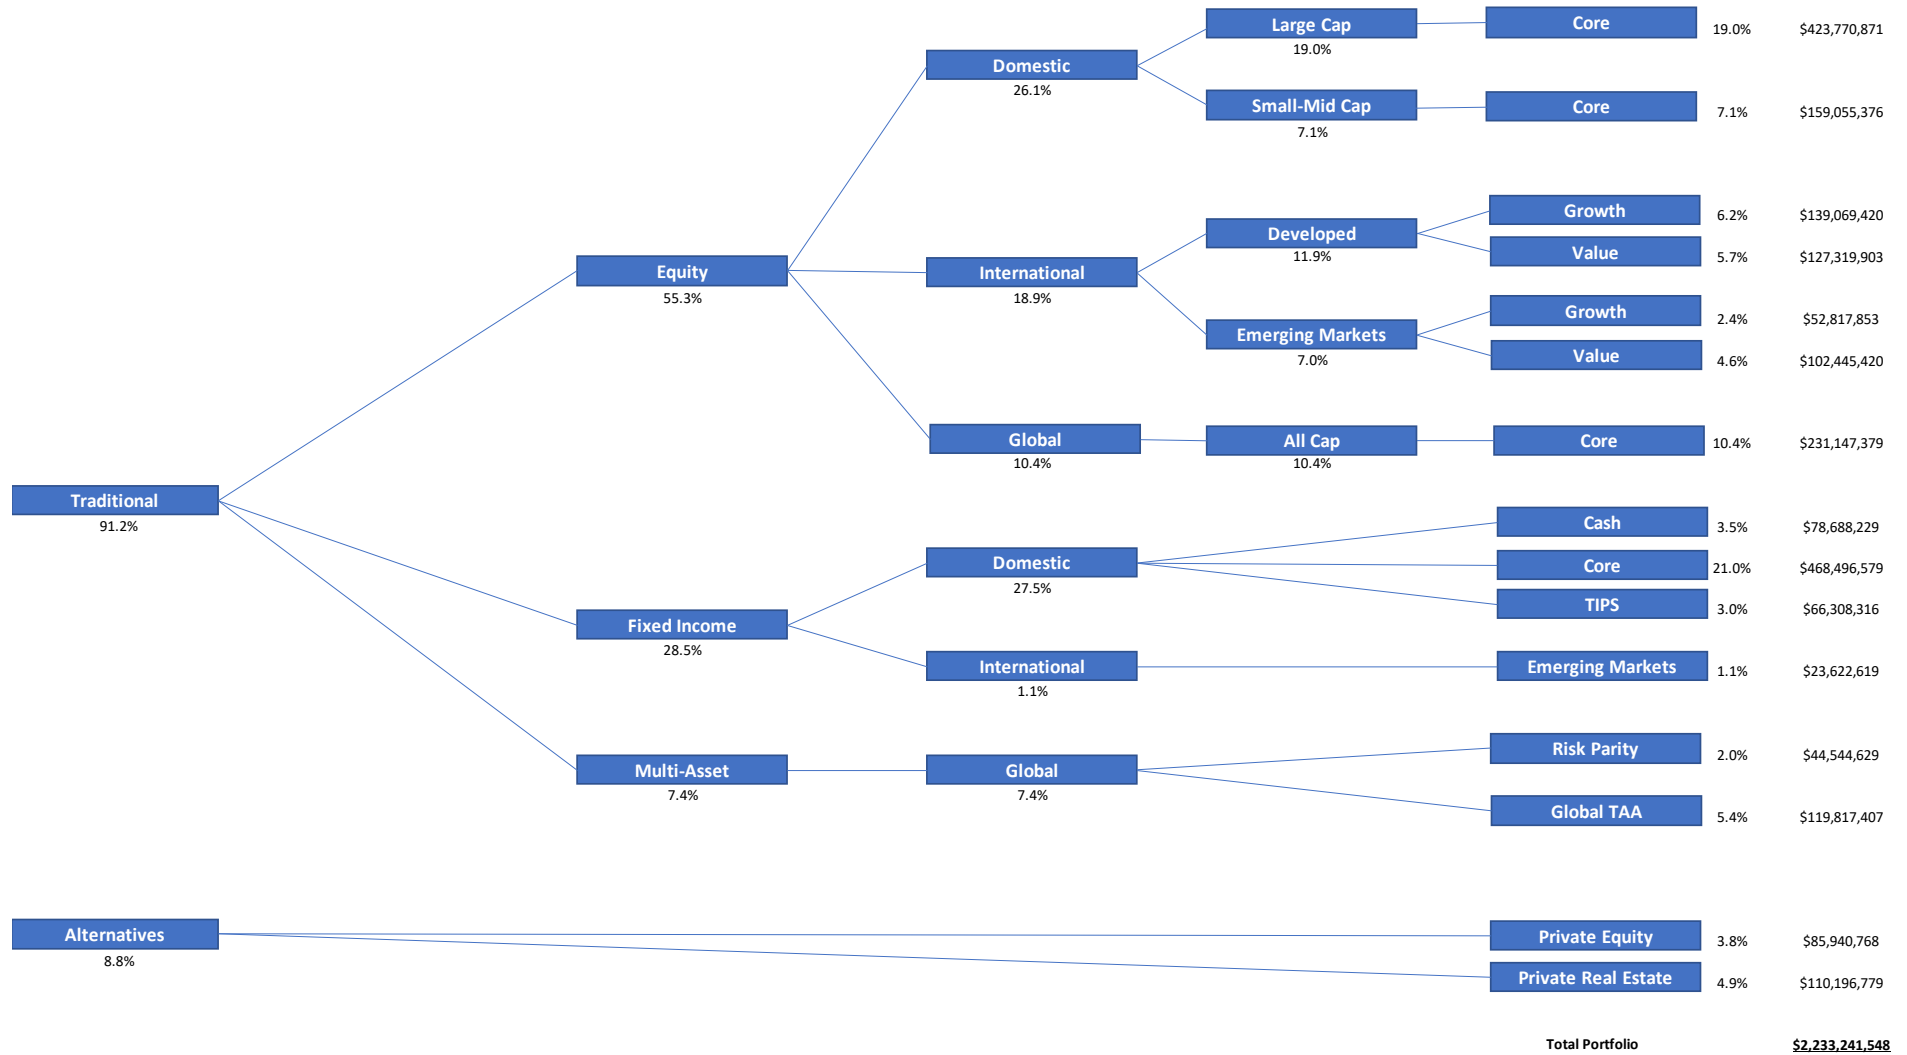 Large Cap
19.0%
Core
19.0%
$423,770,871
Domestic
26.1%
Small-Mid Cap
7.1%
Core
7.1%
$159,055,376
Growth
6.2%
$139,069,420
Developed
11.9%
Value
5.7%
$127,319,903
Equity
55.3%
International
18.9%
Growth
2.4%
$52,817,853
Emerging Markets
7.0%
Value
4.6%
$102,445,420
Global
10.4%
All Cap
10.4%
Core
10.4%
$231,147,379
Traditional
91.2%
Cash
3.5%
$78,688,229
Domestic
27.5%
Core
21.0%
$468,496,579
TIPS
3.0%
$66,308,316
Fixed Income
28.5%
International
1.1%
Emerging Markets
1.1%
$23,622,619
Risk Parity
2.0%
$44,544,629
Multi-Asset
7.4%
Global
7.4%
Global TAA
5.4%
$119,817,407
Alternatives
8.8%
Private Equity
3.8%
$85,940,768
Private Real Estate
4.9%
$110,196,779
Total Portfolio
$2,233,241,548